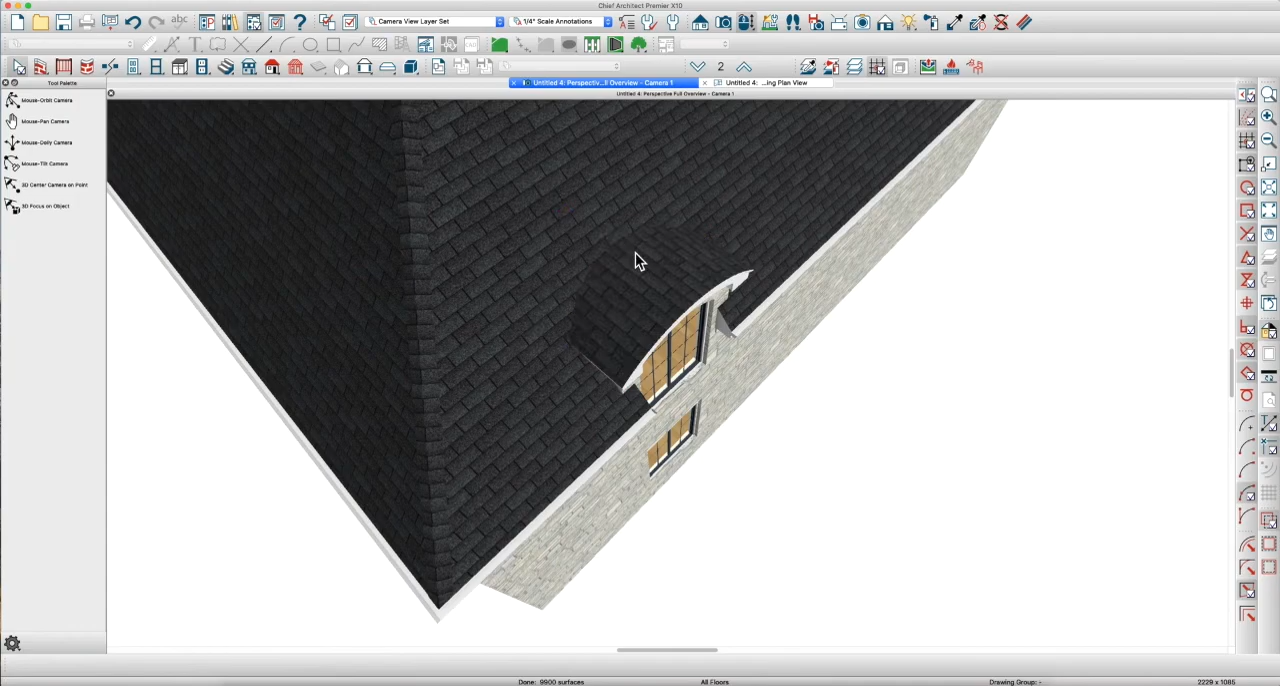 Chief Architect Premier X10
abc
?
Camera View Layer Set
1/4" Scale Annotations
CAD
2
Tool Palette
Untitled 4: Perspectiv...ll Overview - Camera 1
Untitled 4: ...ing Plan View
Untitled 4: Perspective Full Overview - Camera 1
Mouse-Orbit Camera
Mouse-Pan Camera
Mouse-Dolly Camera
Mouse-Tilt Camera
3D Center Camera on Point
3D Focus on Object
Done: 9900 surfaces
All Floors
Drawing Group: -
2229 x 1085